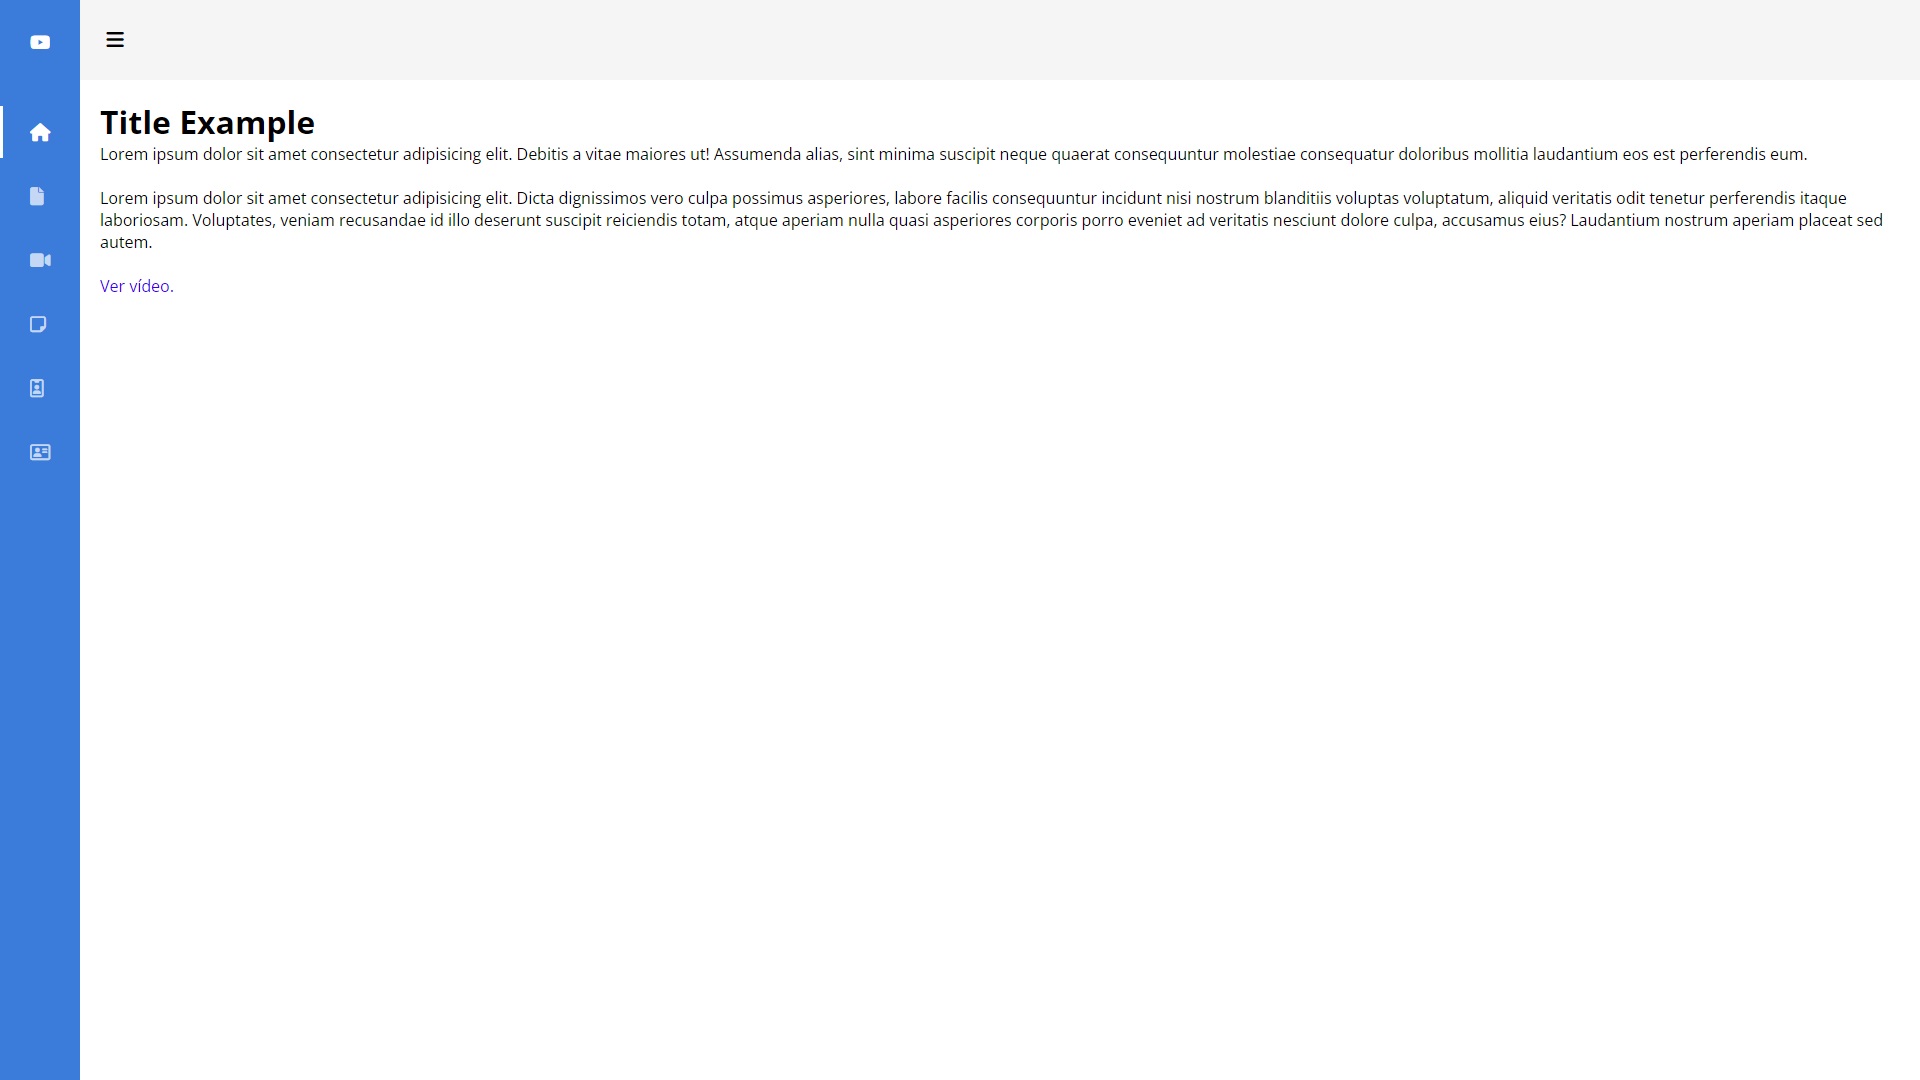 Title Example
Lorem ipsum dolor sit amet consectetur adipisicing elit. Debitis a vitae maiores ut! Assumenda alias, sint minima suscipit neque quaerat consequuntur molestiae consequatur doloribus mollitia laudantium eos est perferendis eum.
Lorem ipsum dolor sit amet consectetur adipisicing elit. Dicta dignissimos vero culpa possimus asperiores, labore facilis consequuntur incidunt nisi nostrum blanditiis voluptas voluptatum, aliquid veritatis odit tenetur perferendis itaque
laboriosam. Voluptates, veniam recusandae id illo deserunt suscipit reiciendis totam, atque aperiam nulla quasi asperiores corporis porro eveniet ad veritatis nesciunt dolore culpa, accusamus eius? Laudantium nostrum aperiam placeat sed
autem.
Ver vídeo.